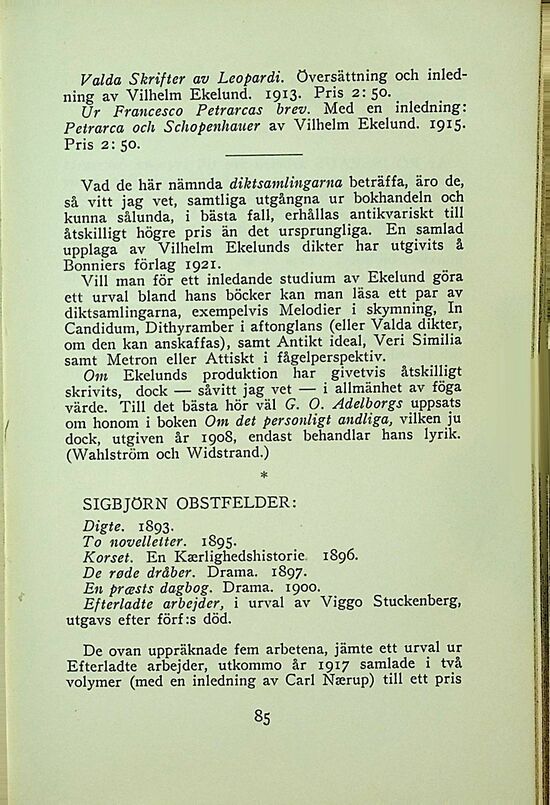 Valda Skrifter av Leopardi. Översättning och inled-
ning av Vilhelm Ekelund. 1913. Pris 2: 50.
Ur Francesco Petrarcas brev. Med en inledning:
Petrarca och Schopenhauer av Vilhelm Ekelund. 1915.
Pris 2: 50.
Vad de här nämnda diktsamlingarna beträffa, äro de,
så vitt jag vet, samtliga utgångna ur bokhandeln och
kunna sålunda, i bästa fall, erhållas antikvariskt till
åtskilligt högre pris än det ursprungliga. En samlad
upplaga av Vilhelm Ekelunds dikter har utgivits å
Bonniers förlag 1921.
Vill man för ett inledande studium av Ekelund göra
ett urval bland hans böcker kan man läsa ett par av
diktsamlingarna, exempelvis Melodier i skymning, In
Candidum, Dithyramber i aftonglans (eller Valda dikter,
om den kan anskaffas), samt Antikt ideal, Veri Similia
samt Metron eller Attiskt i fågelperspektiv.
Om Ekelunds produktion har givetvis åtskilligt
skrivits, dock — såvitt jag vet — i allmänhet av föga
värde. Till det bästa hör väl G. O. Adelborgs uppsats
om honom i boken Om det personligt andliga, vilken ju
dock, utgiven år 1908, endast behandlar hans lyrik.
(Wahlström och Widstrand.)
*
SIGBJÖRN OBSTFELDER:
Digte. 1893.
To novelletter. 1895.
Korset. En Kærlighedshistorie. 1896.
De røde dråber. Drama. 1897.
En præsts dagbog. Drama. 1900.
Efterladte arbejder, i urval av Viggo Stuckenberg,
utgavs efter förf:s död.
De ovan uppräknade fem arbetena, jämte ett urval ur
Efterladte arbejder, utkommo år 1917 samlade i två
volymer (med en inledning av Carl Nærup) till ett pris
85